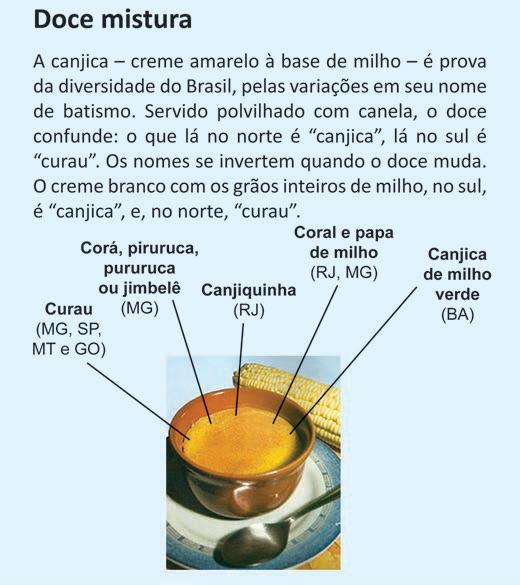 Doce mistura
A canjica – creme amarelo à base de milho – é prova
da diversidade do Brasil, pelas variações em seu nome
de batismo. Servido polvilhado com canela, o doce
confunde: o que lá no norte é “canjica”, lá no sul é
“curau”. Os nomes se invertem quando o doce muda.
O creme branco com os grãos inteiros de milho, no sul,
é “canjica”, e, no norte, “curau”.
Curau
(MG, SP,
MT e GO)
Corá, piruruca,
pururuca
ou jimbelê
(MG)
Canjiquinha
(RJ)
Coral e papa
de milho
(RJ, MG)
Canjica
de milho
verde
(BA)